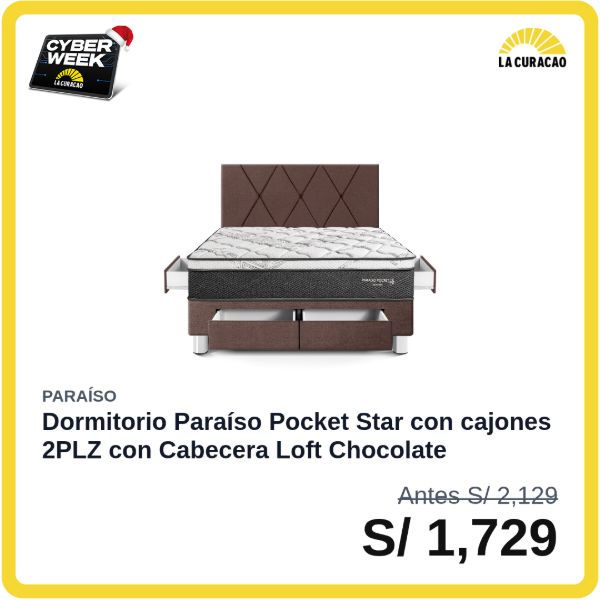 CYBER
WEEK
LA CURACAO
LA CURACAO
PARAÍSO
Dormitorio Paraíso Pocket Star con cajones
2PLZ con Cabecera Loft Chocolate
Antes S/ 2,129
S/ 1,729